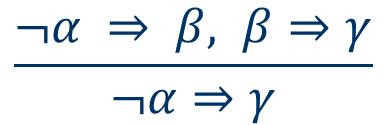 ¬α ⇒ β, β ⇒ γ
¬α ⇒ γ